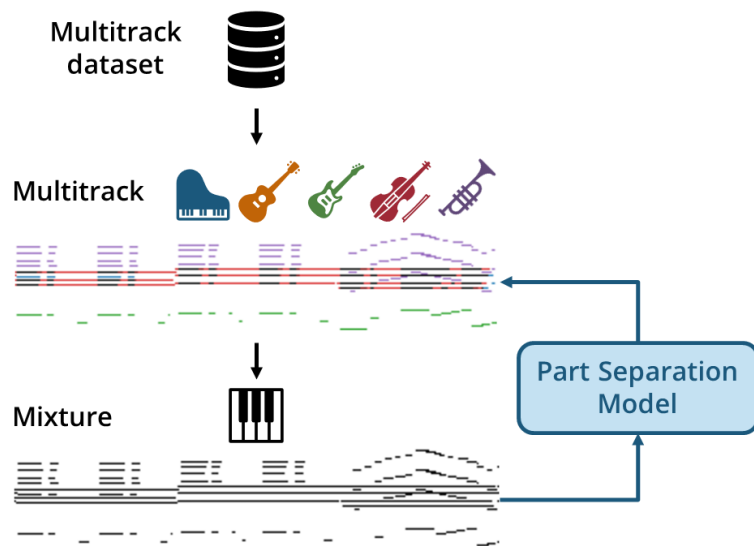 Multitrack
dataset
Multitrack
Part Separation
Model
Mixture